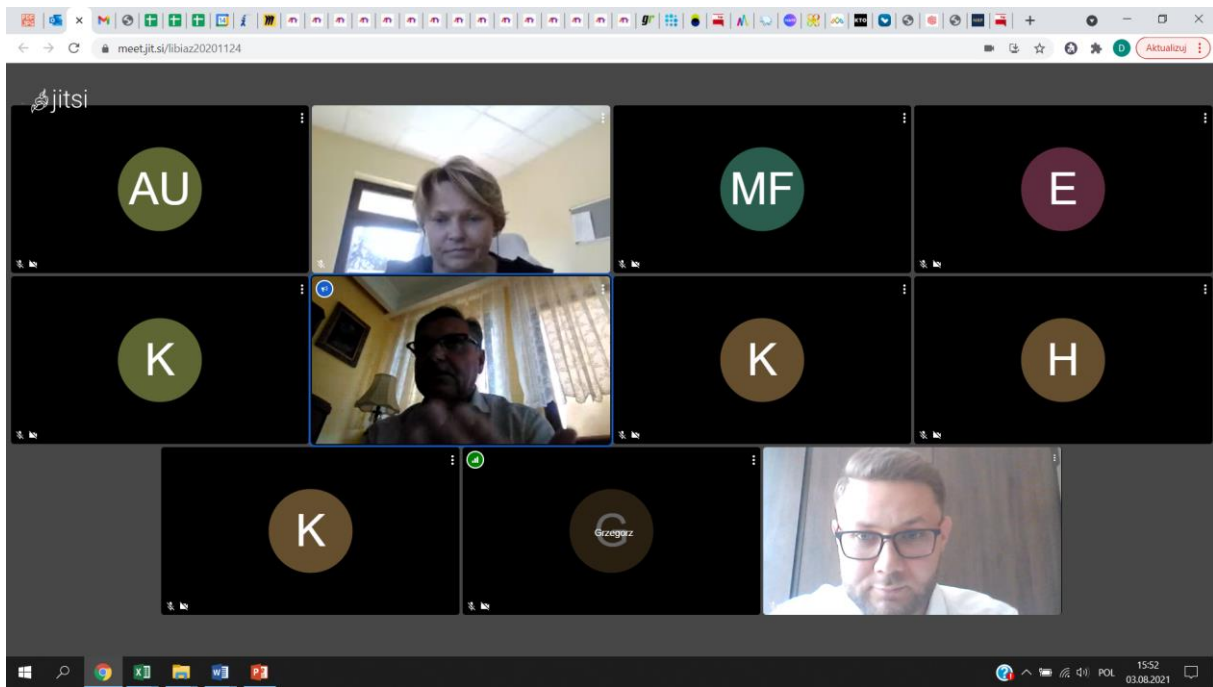 meet.jit.si/libiaz20201124
Aktualizuj
D
jitsi
AU
MF
E
K
K
H
K
G
Grzegorz
POL
15:52
03.08.2021